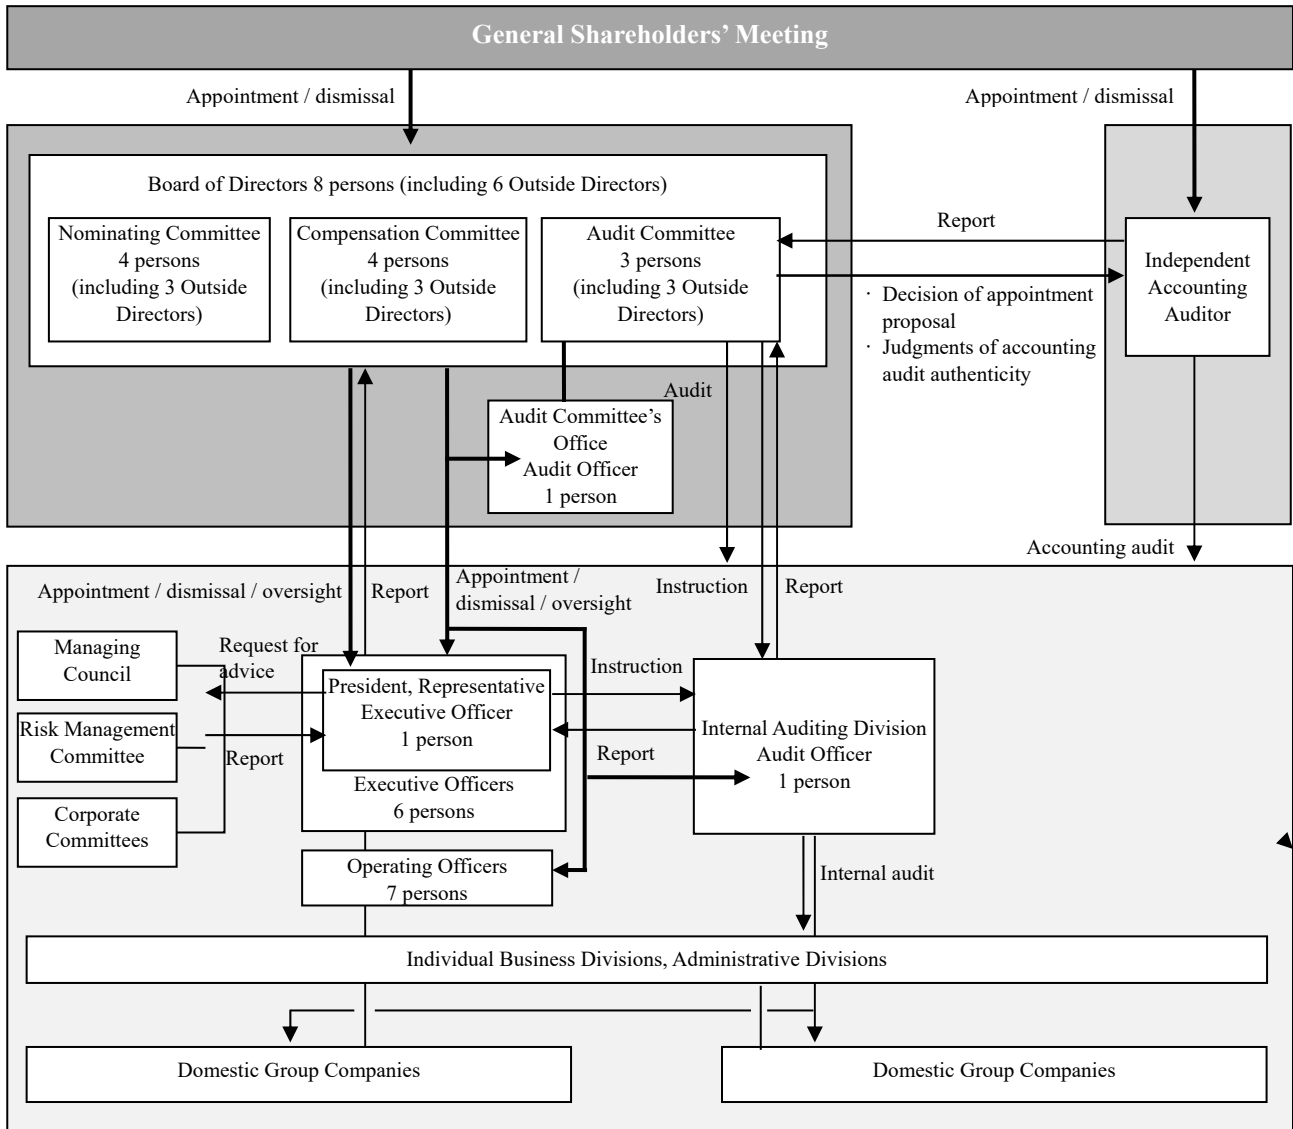 General Shareholders’ Meeting
Appointment / dismissal
Appointment / dismissal
Board of Directors 8 persons (including 6 Outside Directors)
Nominating Committee
4 persons
(including 3 Outside
Directors)
Compensation Committee
4 persons
(including 3 Outside
Directors)
Audit Committee
3 persons
(including 3 Outside
Directors)
Report
· Decision of appointment
proposal
· Judgments of accounting
audit authenticity
Independent
Accounting
Auditor
Audit
Audit Committee’s
Office
Audit Officer
1 person
Accounting audit
Appointment / dismissal / oversight
Report
Appointment /
dismissal / oversight
Instruction
Report
Managing
Council
Risk Management
Committee
Corporate
Committees
Request for
advice
Report
President, Representative
Executive Officer
1 person
Executive Officers
6 persons
Instruction
Report
Internal Auditing Division
Audit Officer
1 person
Operating Officers
7 persons
Internal audit
Individual Business Divisions, Administrative Divisions
Domestic Group Companies
Domestic Group Companies